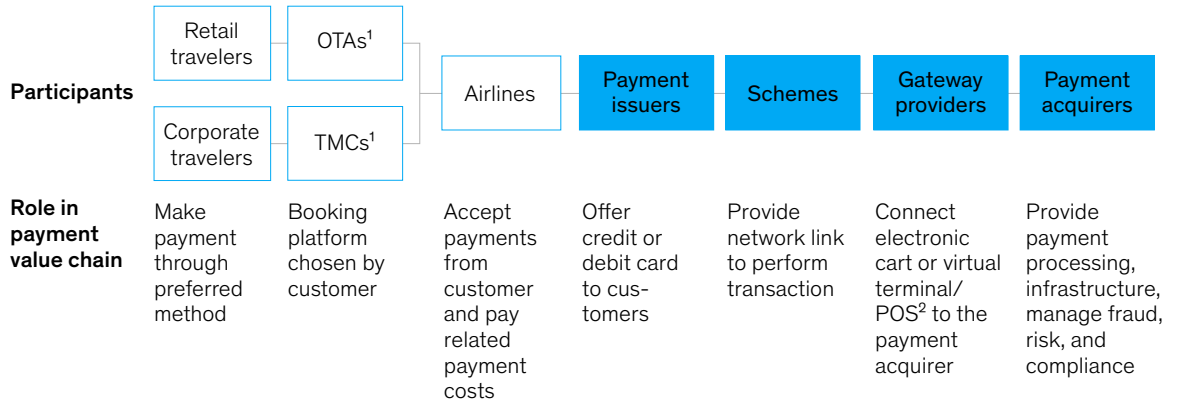 Participants
Retail
travelers
OTAs¹
Corporate
travelers
TMCs¹
Airlines
Payment
issuers
Schemes
Gateway
providers
Payment
acquirers
Role in
payment
value chain
Make
payment
through
preferred
method
Booking
platform
chosen by
customer
Accept
payments
from
customer
and pay
related
payment
costs
Offer
credit or
debit card
to cus-
tomers
Provide
network link
to perform
transaction
Connect
electronic
cart or virtual
terminal/
POS² to the
payment
acquirer
Provide
payment
processing,
infrastructure,
manage fraud,
risk, and
compliance